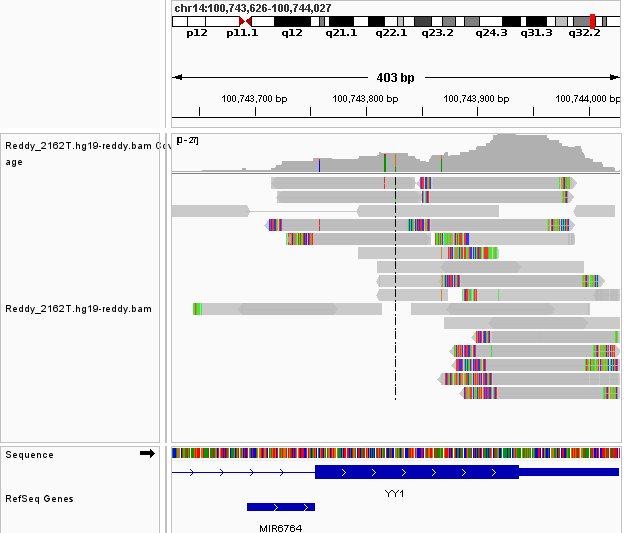 chr14:100,743,626-100,744,027
p12 p11.1 q12 q21.1 q22.1 q23.2 q24.3 q31.3 q32.2
403 bp
100,743,700 bp 100,743,800 bp 100,743,900 bp 100,744,000 bp
Reddy_2162T.hg19-reddy.bam Cov
age
[0 - 27]
Reddy_2162T.hg19-reddy.bam
Sequence
YY1
RefSeq Genes
MIR6764